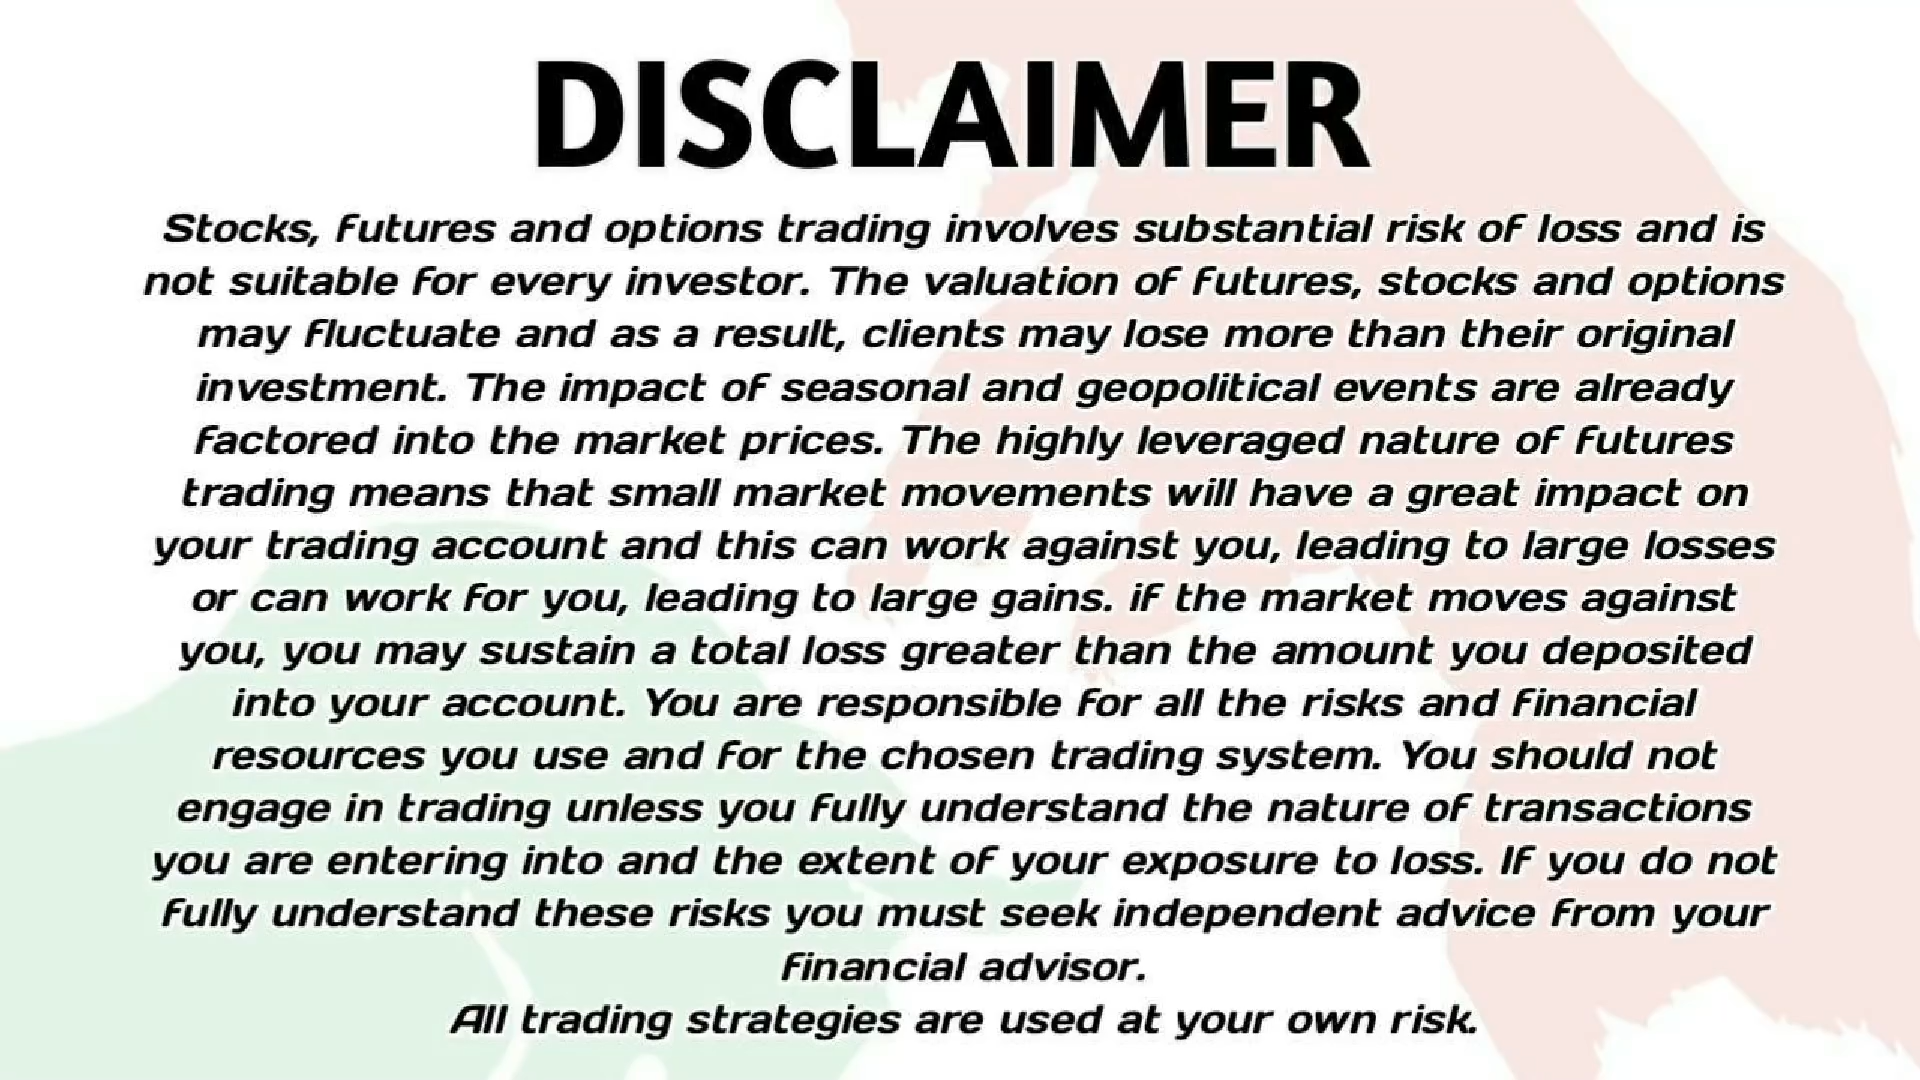 DISCLAIMER
Stocks, futures and options trading involves substantial risk of loss and is
not suitable for every investor. The valuation of futures, stocks and options
may fluctuate and as a result, clients may lose more than their original
investment. The impact of seasonal and geopolitical events are already
factored into the market prices. The highly leveraged nature of futures
trading means that small market movements will have a great impact on
your trading account and this can work against you, leading to large losses
or can work for you, leading to large gains. if the market moves against
you, you may sustain a total loss greater than the amount you deposited
into your account. You are responsible for all the risks and financial
resources you use and for the chosen trading system. You should not
engage in trading unless you fully understand the nature of transactions
you are entering into and the extent of your exposure to loss. If you do not
fully understand these risks you must seek independent advice from your
financial advisor.
All trading strategies are used at your own risk.